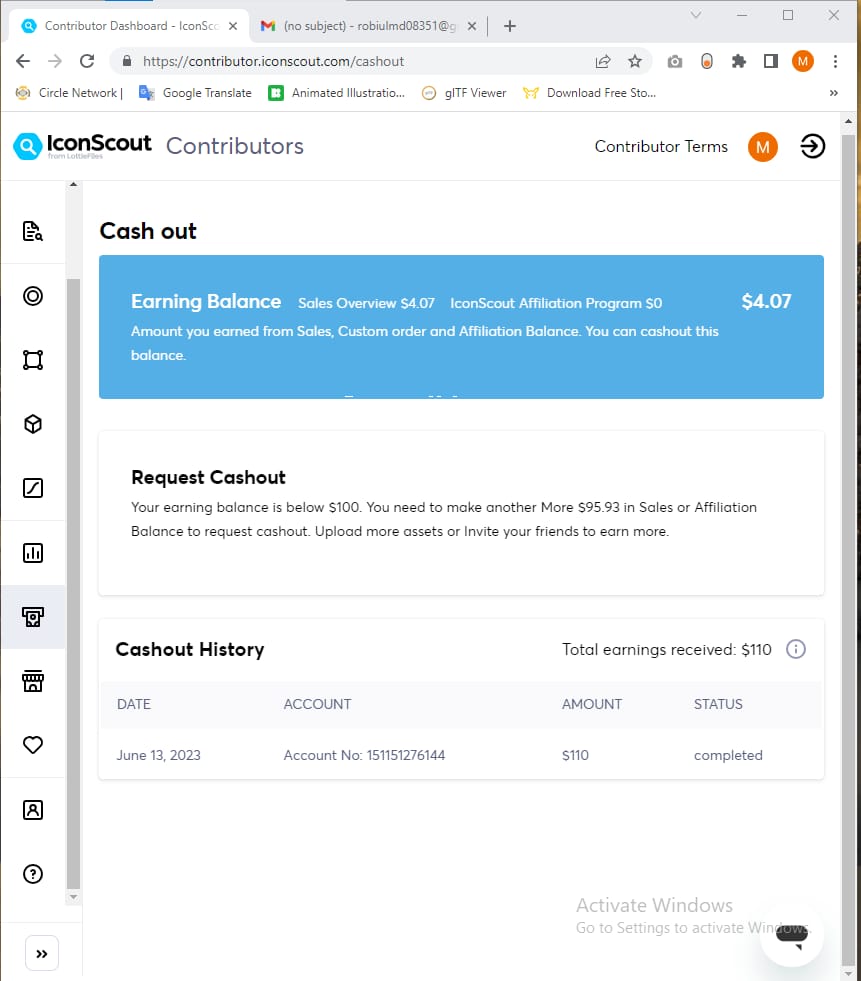 Contributor Dashboard - IconSc
(no subject) - robiulmd08351@g
https://contributor.iconscout.com/cashout
M
Circle Network |
Google Translate
Animated Illustratio...
glTF Viewer
Download Free Sto...
»
IconScout
from LottieFiles
Contributors
Contributor Terms
M
Cash out
Earning Balance Sales Overview $4.07 IconScout Affiliation Program $0 $4.07
Amount you earned from Sales, Custom order and Affiliation Balance. You can cashout this
balance.
Request Cashout
Your earning balance is below $100. You need to make another More $95.93 in Sales or Affiliation
Balance to request cashout. Upload more assets or Invite your friends to earn more.
Cashout History
Total earnings received: $110
DATE ACCOUNT AMOUNT STATUS
June 13, 2023 Account No: 151151276144 $110 completed
Activate Windows
Go to Settings to activate Windows.
»